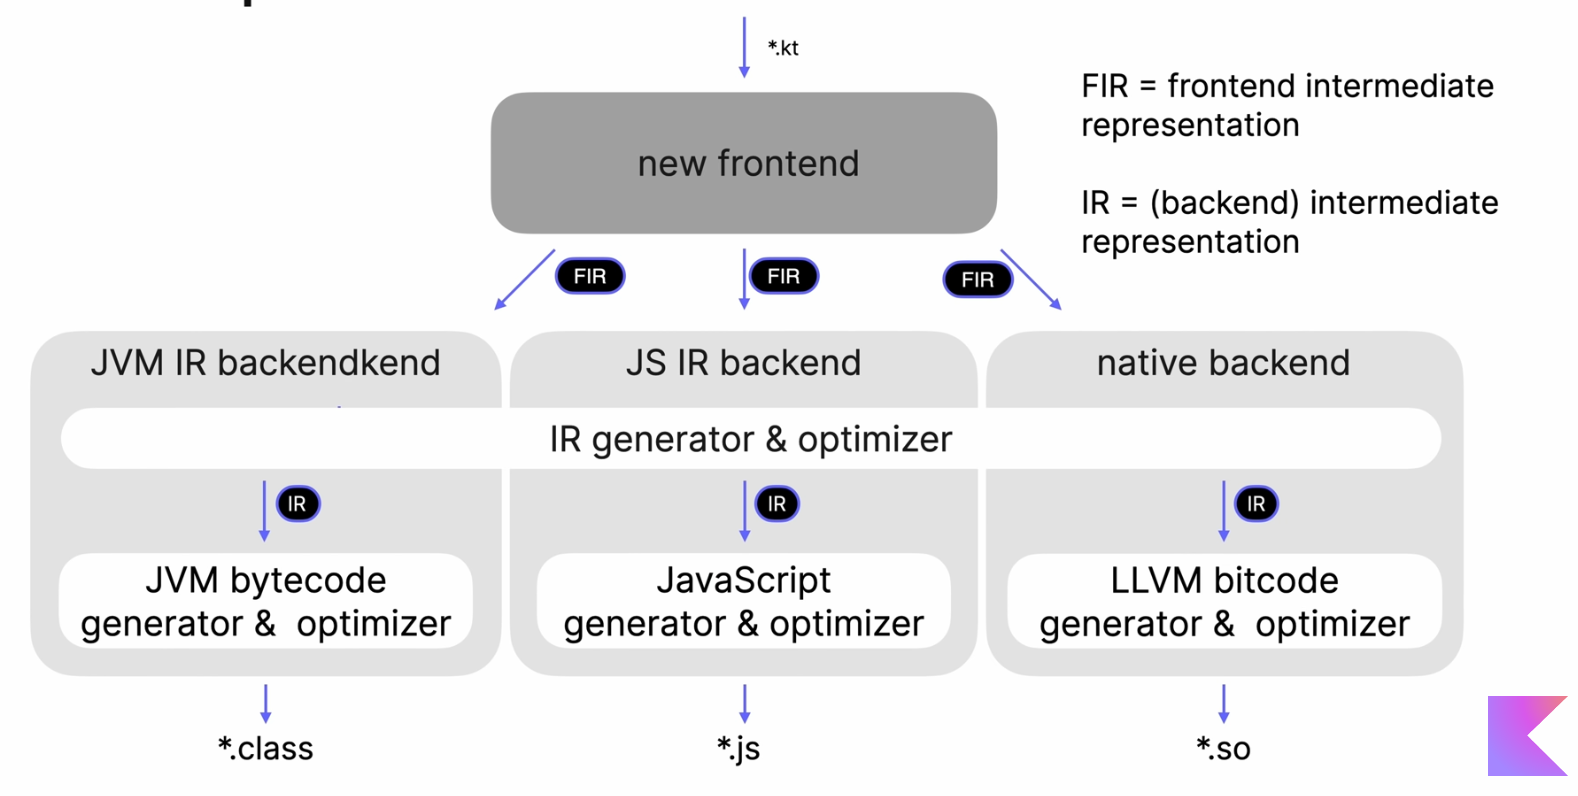 *.kt
new frontend
FIR = frontend intermediate
representation
IR = (backend) intermediate
representation
FIR
FIR
FIR
JVM IR backendkend
JS IR backend
native backend
IR generator & optimizer
IR
IR
IR
JVM bytecode
generator & optimizer
JavaScript
generator & optimizer
LLVM bitcode
generator & optimizer
*.class
*.js
*.so